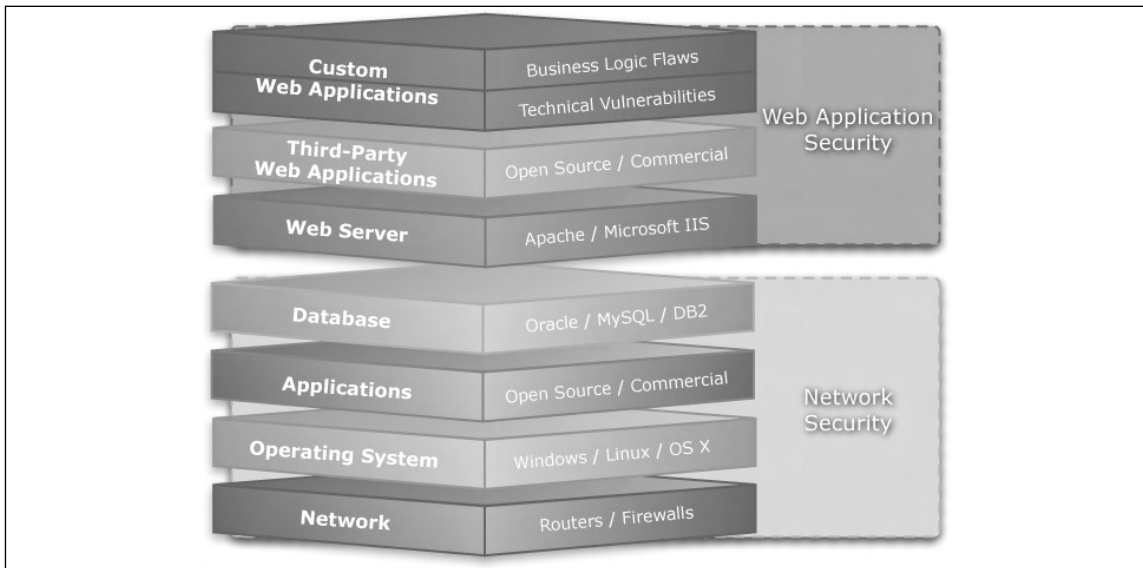 Custom
Web Applications
Business Logic Flaws
Technical Vulnerabilities
Third-Party
Web Applications
Open Source / Commercial
Web Server
Apache / Microsoft IIS
Web Application
Security
Database
Oracle / MySQL / DB2
Applications
Open Source / Commercial
Operating System
Windows / Linux / OS X
Network
Routers / Firewalls
Network
Security